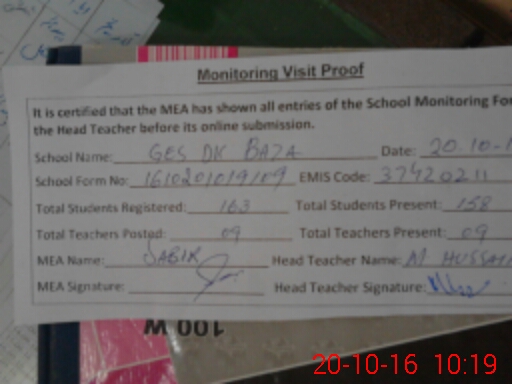 Monitoring Visit Proof
It is certified that the MEA has shown all entries of the School Monitoring Fo
the Head Teacher before its online submission.
School Name: GES DK BAZA Date: 20.10-1
School Form No: EMIS Code: 37420211
Total Students Registered: 163 Total Students Present: 158
Total Teachers Posted: 09 Total Teachers Present: 09
MEA Name: SABIR Head Teacher Name: M HUSSAIN
MEA Signature: Head Teacher Signature:
100 W
20-10-16 10:19